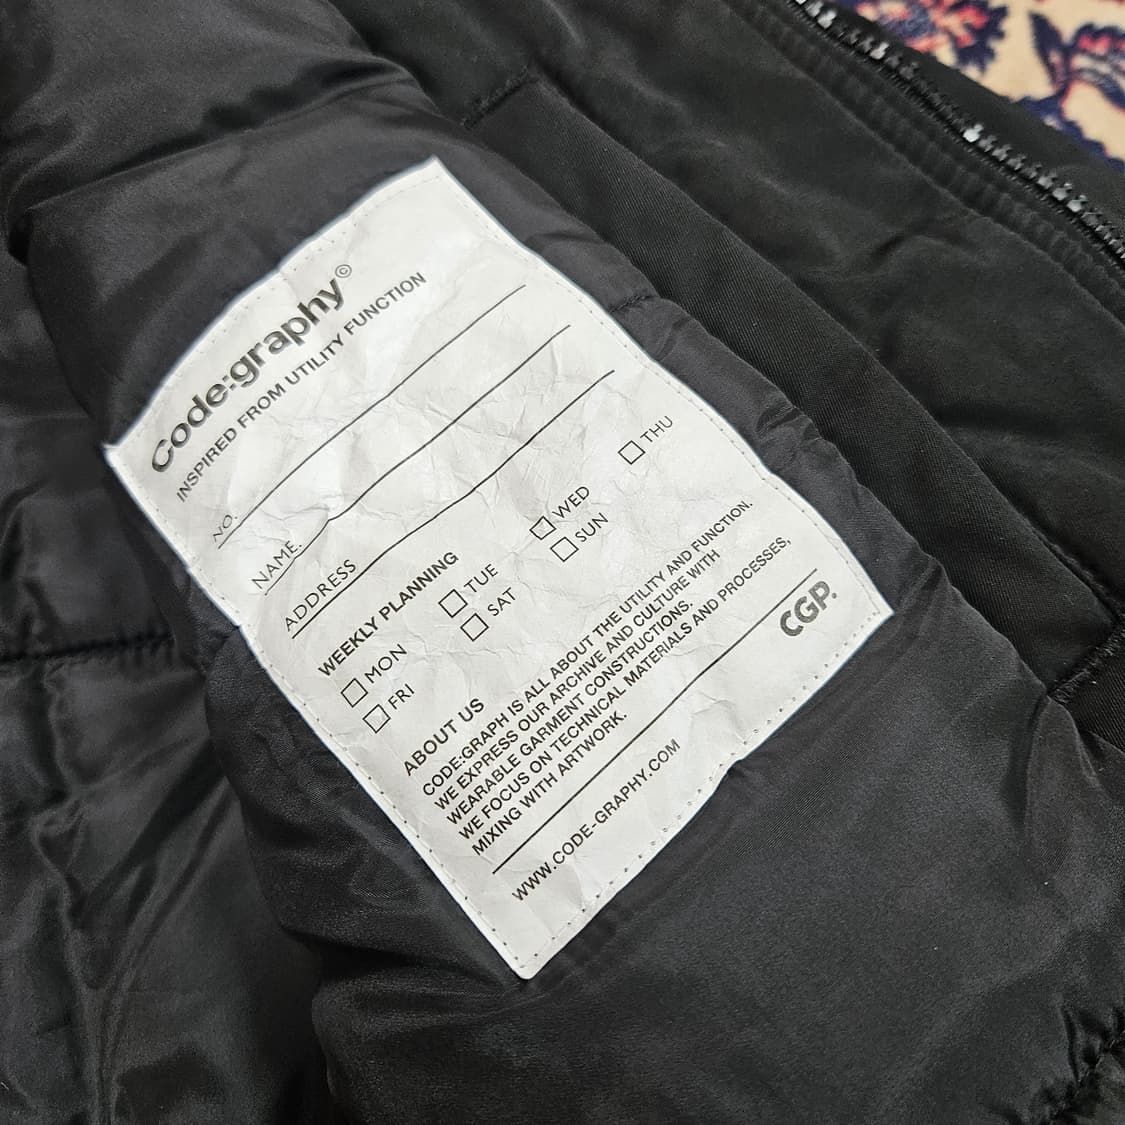 Code:graphy©
INSPIRED FROM UTILITY FUNCTION
NO.
NAME.
ADDRESS
WEEKLY PLANNING
MON TUE WED THU
FRI SAT SUN
ABOUT US
CODE:GRAPH IS ALL ABOUT THE UTILITY AND FUNCTION.
WE EXPRESS OUR ARCHIVE AND CULTURE WITH
WEARABLE GARMENT CONSTRUCTIONS.
WE FOCUS ON TECHNICAL MATERIALS AND PROCESSES,
MIXING WITH ARTWORK.
WWW.CODE-GRAPHY.COM
CGP.